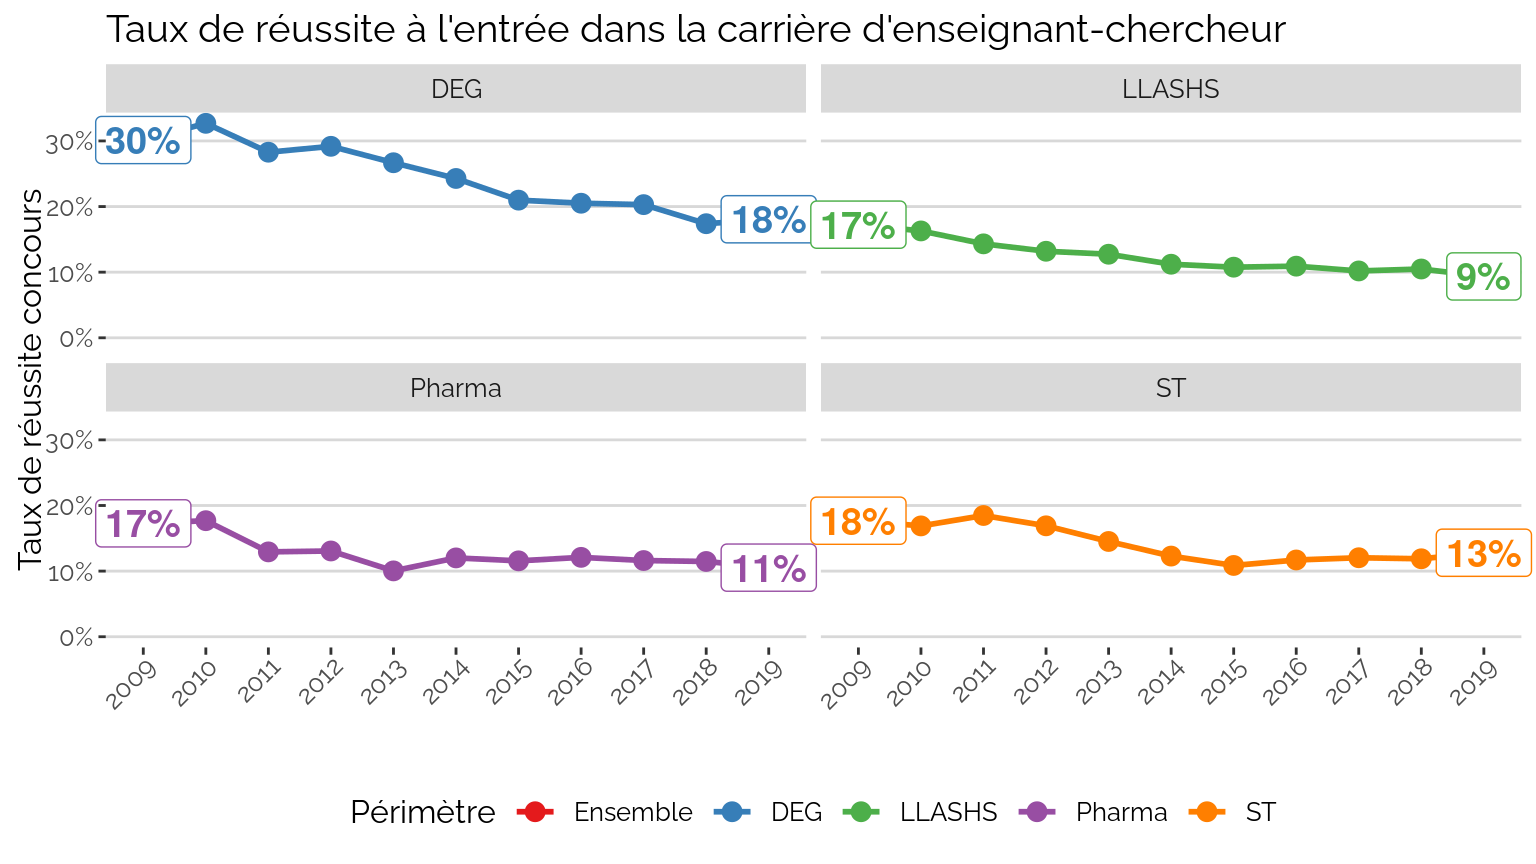 Taux de réussite à l'entrée dans la carrière d'enseignant-chercheur
Taux de réussite concours
DEG
LLASHS
30%
20%
10%
0%
30%
18%
17%
9%
Pharma
ST
30%
20%
10%
0%
17%
11%
18%
13%
2009 2010 2011 2012 2013 2014 2015 2016 2017 2018 2019
2009 2010 2011 2012 2013 2014 2015 2016 2017 2018 2019
Périmètre Ensemble DEG LLASHS Pharma ST